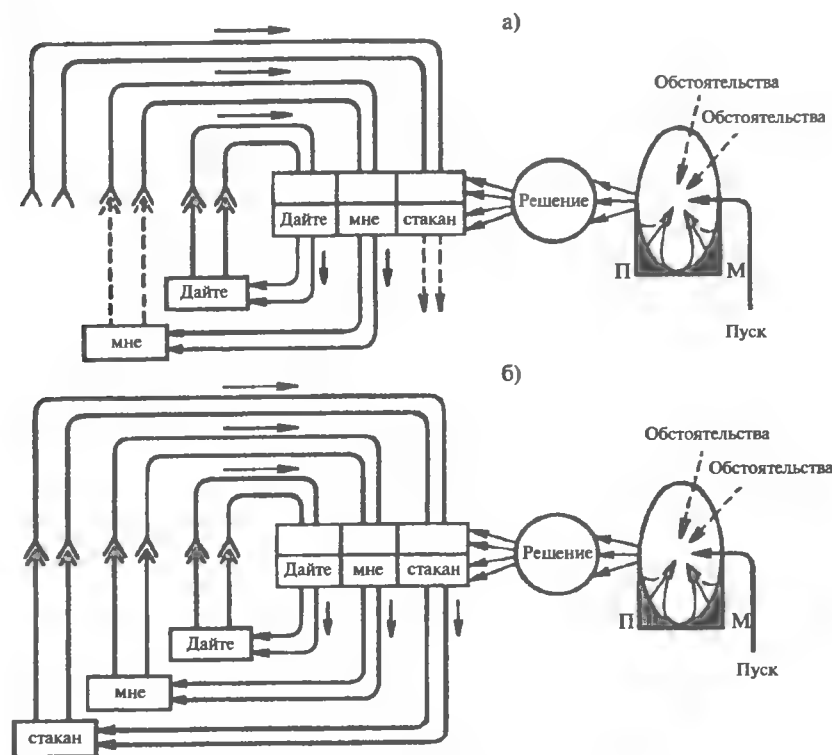 а)
Обстоятельства
Обстоятельства
Решение
Дайте мне стакан
П М
Дайте
Пуск
мне
б)
Обстоятельства
Обстоятельства
Решение
Дайте мне стакан
П М
Дайте
Пуск
мне
стакан